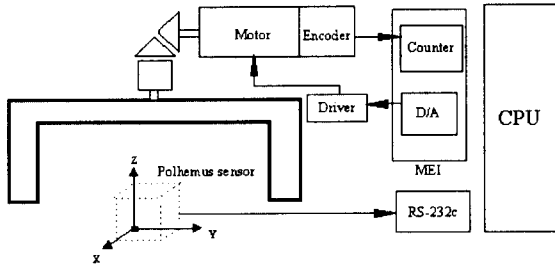 Motor
Encoder
Counter
Driver
D/A
CPU
MEI
Z
Polhemus sensor
RS-232c
Y
X